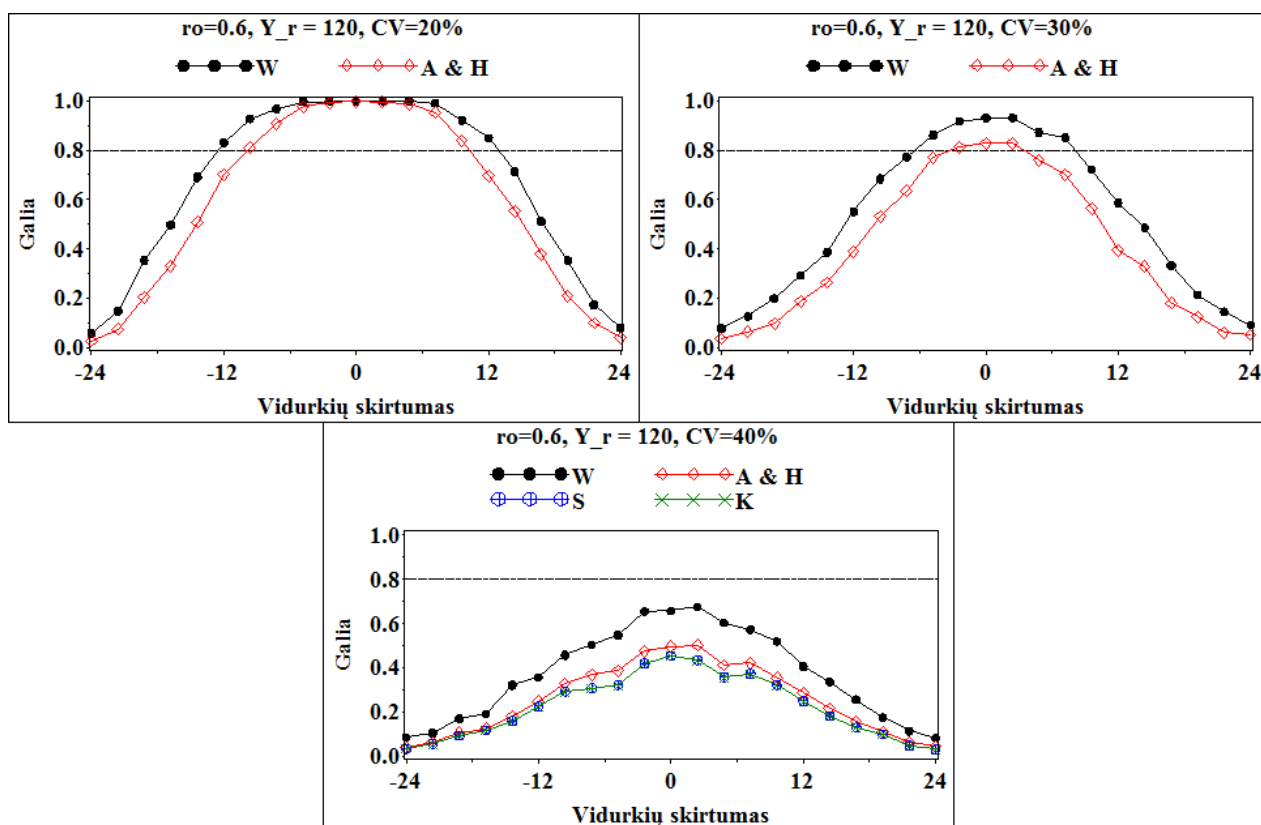 ro=0.6, Y_r = 120, CV=20%
W A & H
1.0
0.8
0.6
0.4
0.2
0.0
Galia
-24 -12 0 12 24
Vidurkių skirtumas
ro=0.6, Y_r = 120, CV=30%
W A & H
1.0
0.8
0.6
0.4
0.2
0.0
Galia
-24 -12 0 12 24
Vidurkių skirtumas
ro=0.6, Y_r = 120, CV=40%
W A & H
S K
1.0
0.8
0.6
0.4
0.2
0.0
Galia
-24 -12 0 12 24
Vidurkių skirtumas